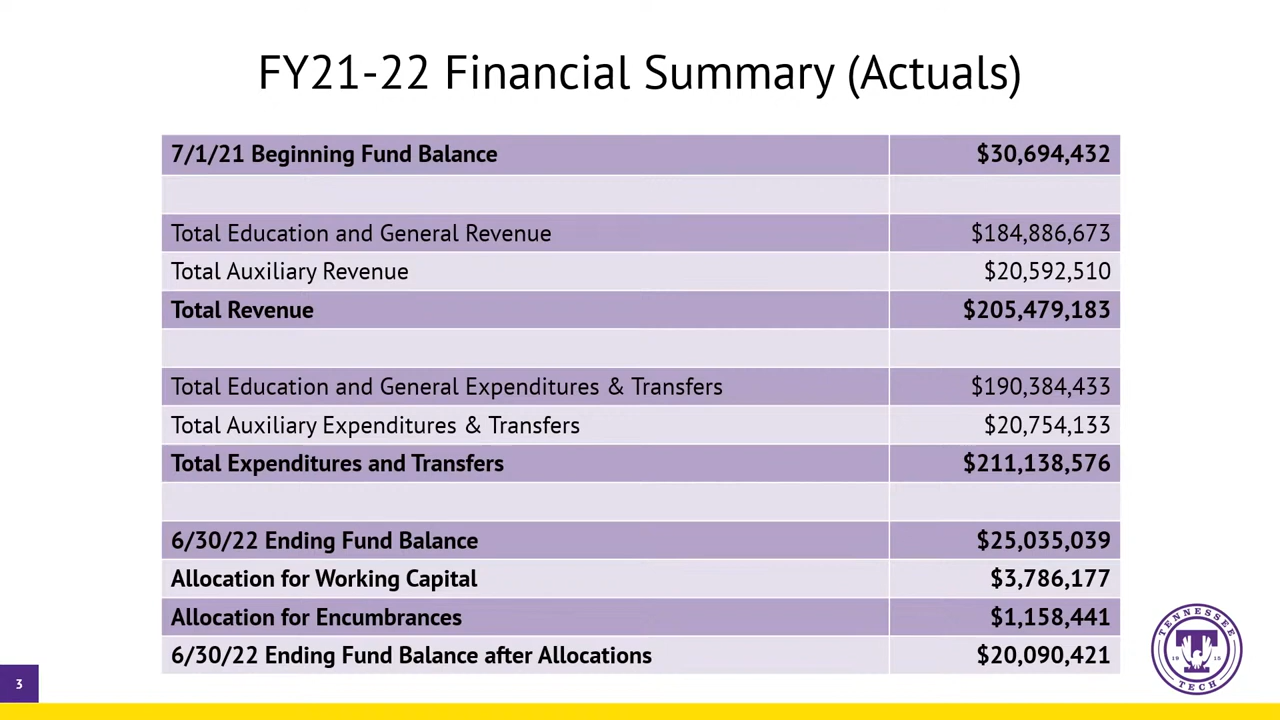 FY21-22 Financial Summary (Actuals)
7/1/21 Beginning Fund Balance $30,694,432
Total Education and General Revenue $184,886,673
Total Auxiliary Revenue $20,592,510
Total Revenue $205,479,183
Total Education and General Expenditures & Transfers $190,384,433
Total Auxiliary Expenditures & Transfers $20,754,133
Total Expenditures and Transfers $211,138,576
6/30/22 Ending Fund Balance $25,035,039
Allocation for Working Capital $3,786,177
Allocation for Encumbrances $1,158,441
6/30/22 Ending Fund Balance after Allocations $20,090,421
TENNESSEE
T
1915
TECH
3